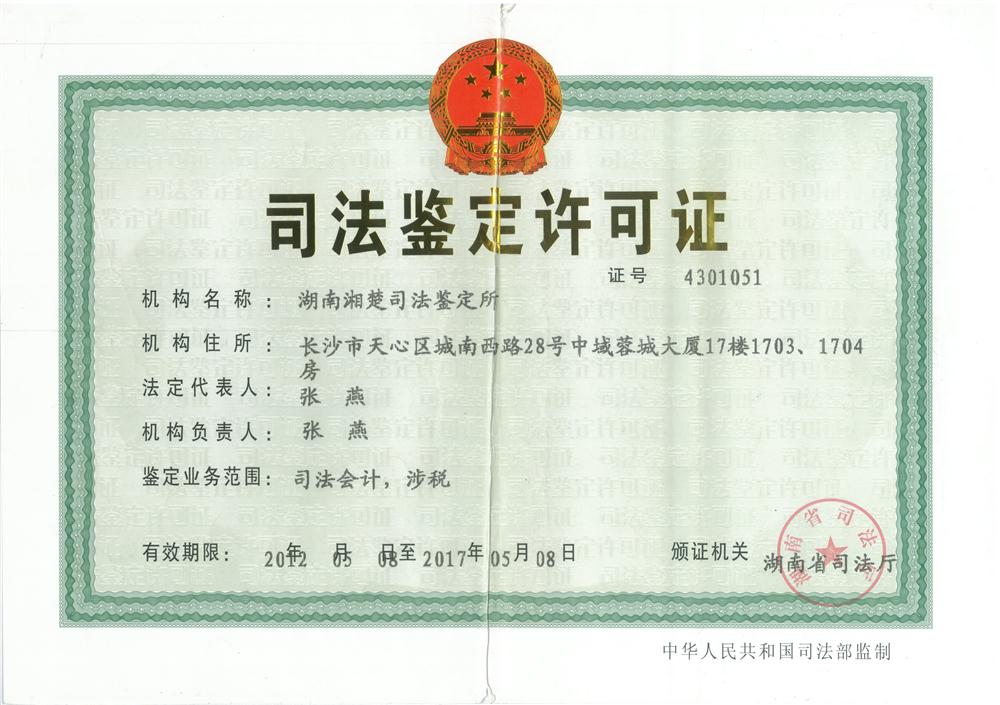 司法鉴定许可证
证号 4301051
机构名称： 湖南湘楚司法鉴定所
机构住所： 长沙市天心区城南西路28号中域蓉城大厦17楼1703、1704
房
法定代表人： 张 燕
机构负责人： 张 燕
鉴定业务范围： 司法会计，涉税
有效期限： 2012年05月08日至2017年05月08日
颁证机关 湖南省司法厅
湖南省司法厅
中华人民共和国司法部监制